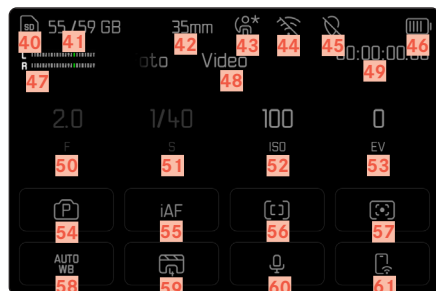 SD 55/59 GB 35mm
40 41 42 43 44 45 46
L
R
Video 00:00:00.00
47 48 49
2.0 1/40 100 0
F S ISO EV
50 51 52 53
P iAF
54 55 56 57
AUTO
WB
58 59 60 61